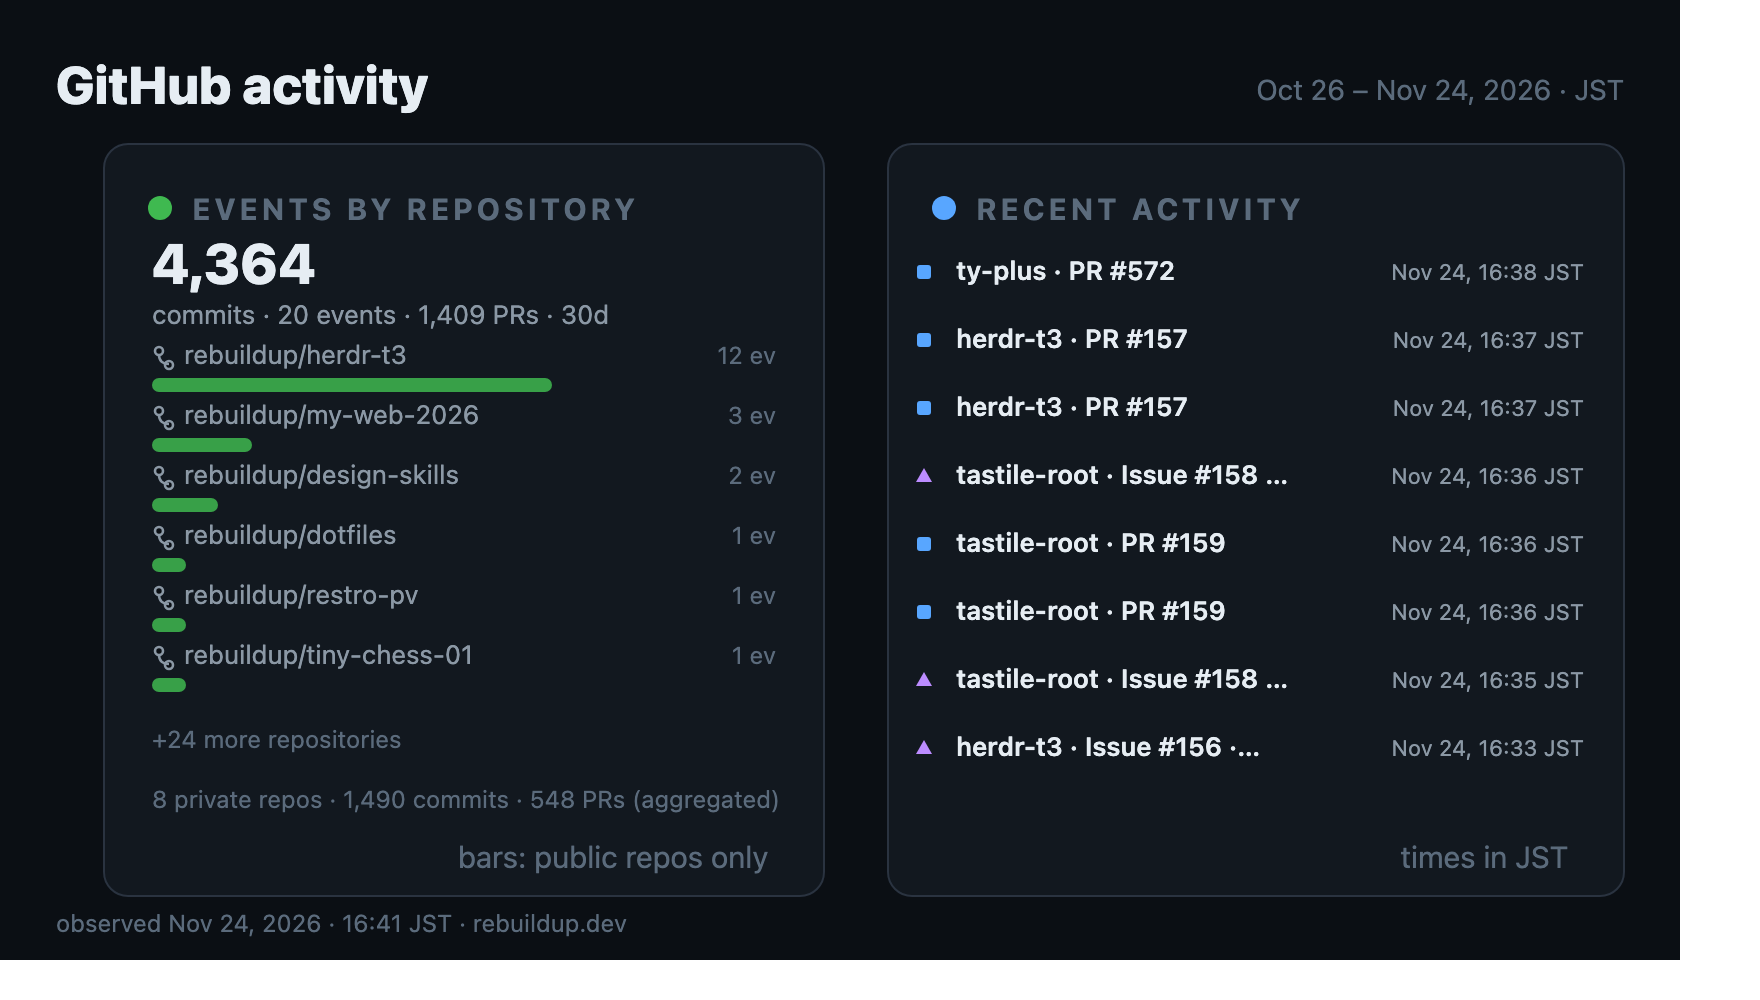 GitHub activity
Oct 26 – Nov 24, 2026 · JST
EVENTS BY REPOSITORY
4,364
commits · 20 events · 1,409 PRs · 30d
rebuildup/herdr-t3 12 ev
rebuildup/my-web-2026 3 ev
rebuildup/design-skills 2 ev
rebuildup/dotfiles 1 ev
rebuildup/restro-pv 1 ev
rebuildup/tiny-chess-01 1 ev
+24 more repositories
8 private repos · 1,490 commits · 548 PRs (aggregated)
bars: public repos only
RECENT ACTIVITY
ty-plus · PR #572 Nov 24, 16:38 JST
herdr-t3 · PR #157 Nov 24, 16:37 JST
herdr-t3 · PR #157 Nov 24, 16:37 JST
tastile-root · Issue #158 ... Nov 24, 16:36 JST
tastile-root · PR #159 Nov 24, 16:36 JST
tastile-root · PR #159 Nov 24, 16:36 JST
tastile-root · Issue #158 ... Nov 24, 16:35 JST
herdr-t3 · Issue #156 ·... Nov 24, 16:33 JST
times in JST
observed Nov 24, 2026 · 16:41 JST · rebuildup.dev